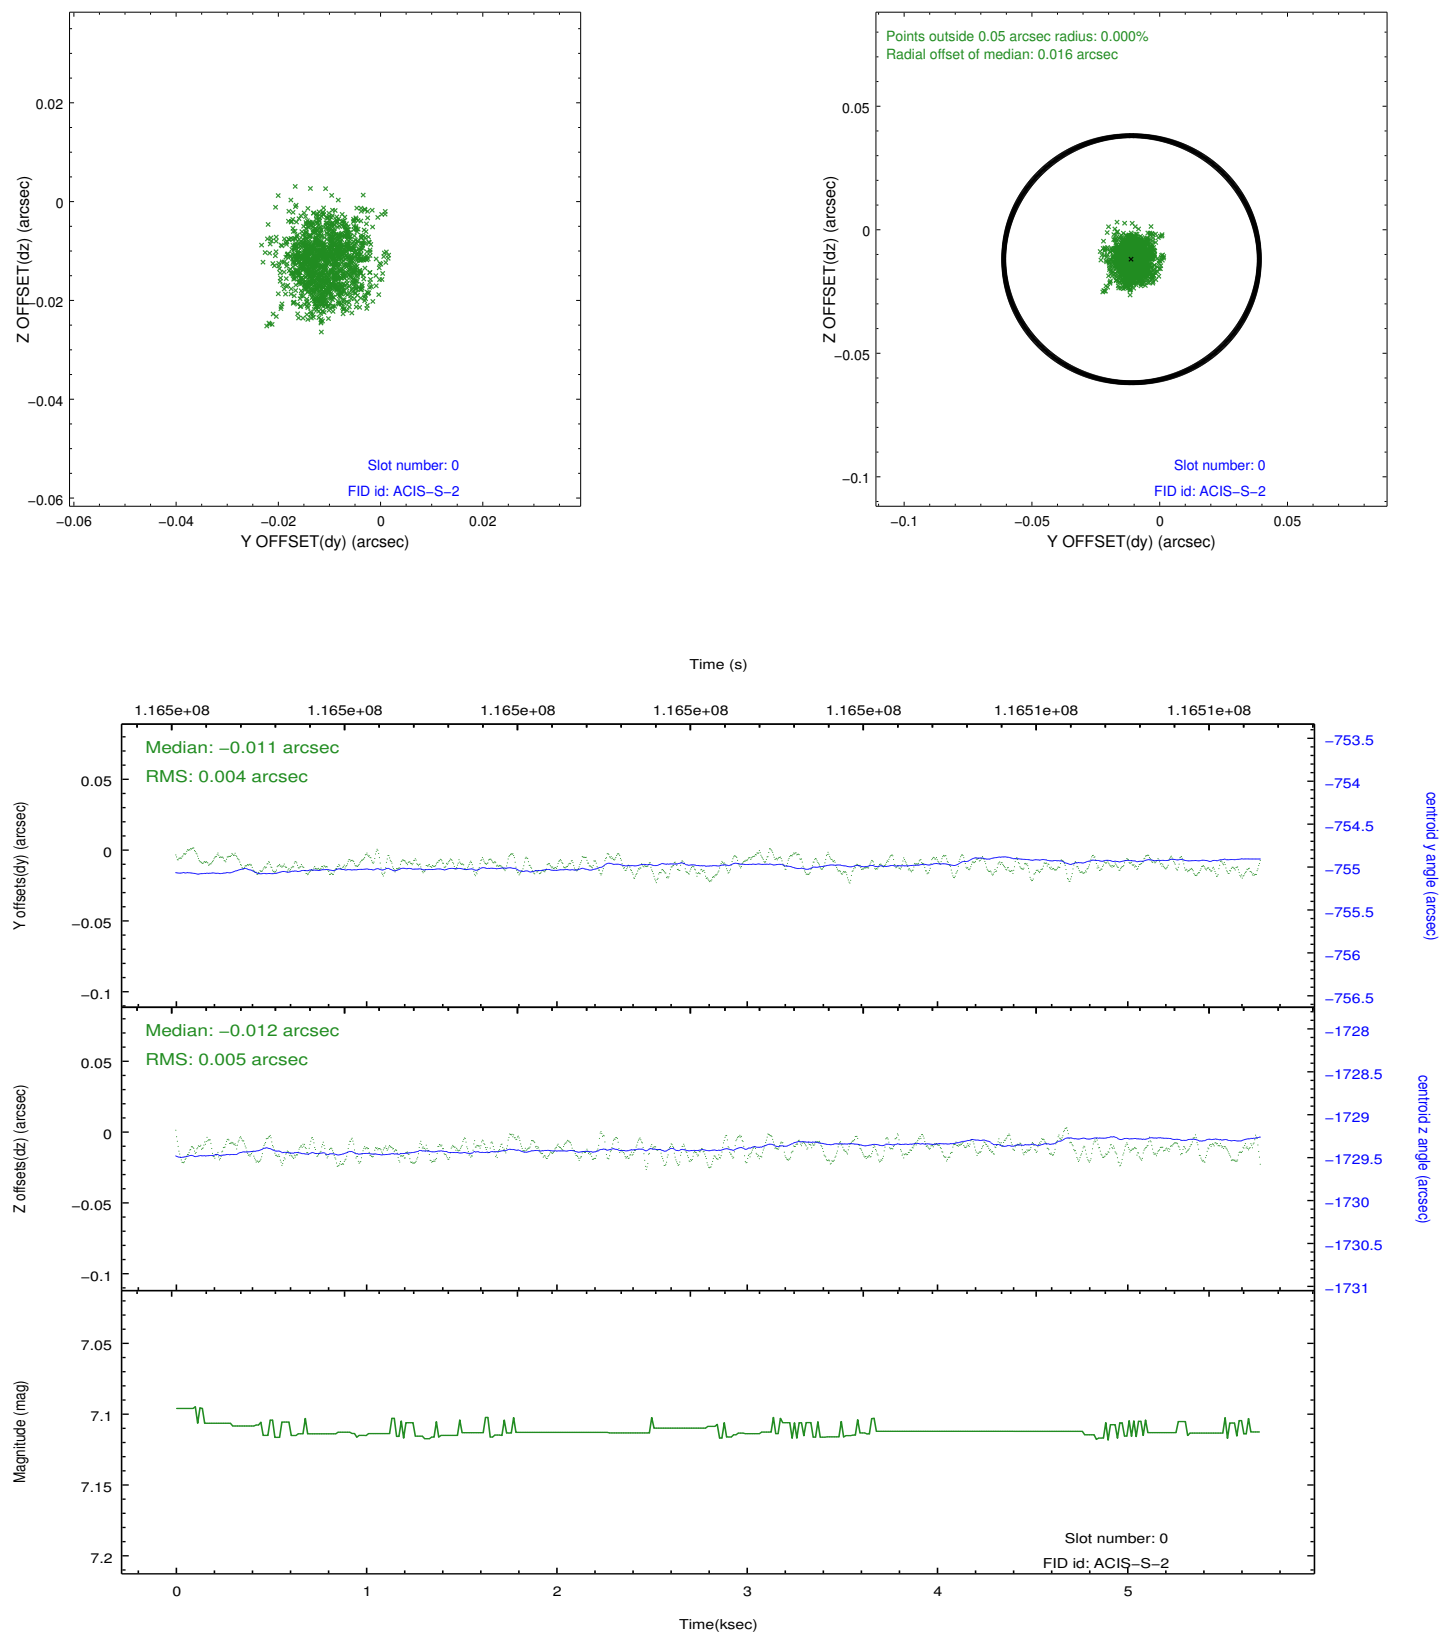 0.02
0
−0.02
−0.04
−0.06
Z OFFSET(dz) (arcsec)
Slot number: 0
FID id: ACIS−S−2
−0.06 −0.04 −0.02 0 0.02
Y OFFSET(dy) (arcsec)
Points outside 0.05 arcsec radius: 0.000%
Radial offset of median: 0.016 arcsec
0.05
0
−0.05
−0.1
Z OFFSET(dz) (arcsec)
Slot number: 0
FID id: ACIS−S−2
−0.1 −0.05 0 0.05
Y OFFSET(dy) (arcsec)
Time (s)
1.165e+08 1.165e+08 1.165e+08 1.165e+08 1.165e+08 1.1651e+08 1.1651e+08
Median: −0.011 arcsec
RMS: 0.004 arcsec
0.05
0
−0.05
−0.1
Y offsets(dy) (arcsec)
−753.5
−754
−754.5
−755
−755.5
−756
−756.5
centroid y angle (arcsec)
Median: −0.012 arcsec
RMS: 0.005 arcsec
0.05
0
−0.05
−0.1
Z offsets(dz) (arcsec)
−1728
−1728.5
−1729
−1729.5
−1730
−1730.5
−1731
centroid z angle (arcsec)
7.05
7.1
7.15
7.2
Magnitude (mag)
Slot number: 0
FID id: ACIS−S−2
0 1 2 3 4 5
Time(ksec)